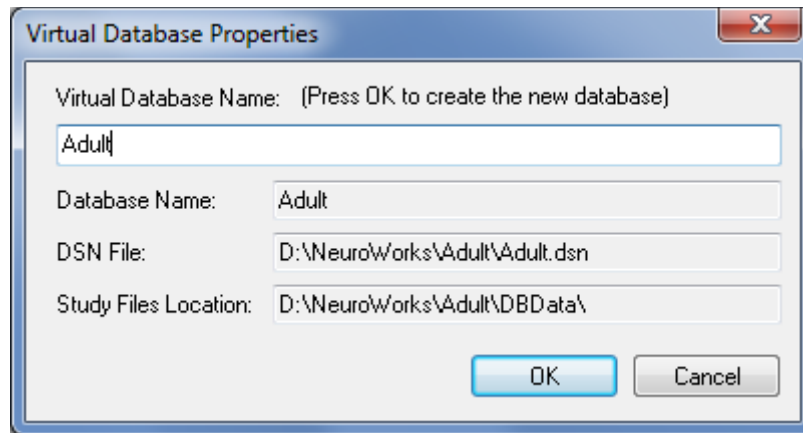 Virtual Database Properties
Virtual Database Name: (Press OK to create the new database)
Adult
Database Name: Adult
DSN File: D:\NeuroWorks\Adult\Adult.dsn
Study Files Location: D:\NeuroWorks\Adult\DBData\
OK Cancel